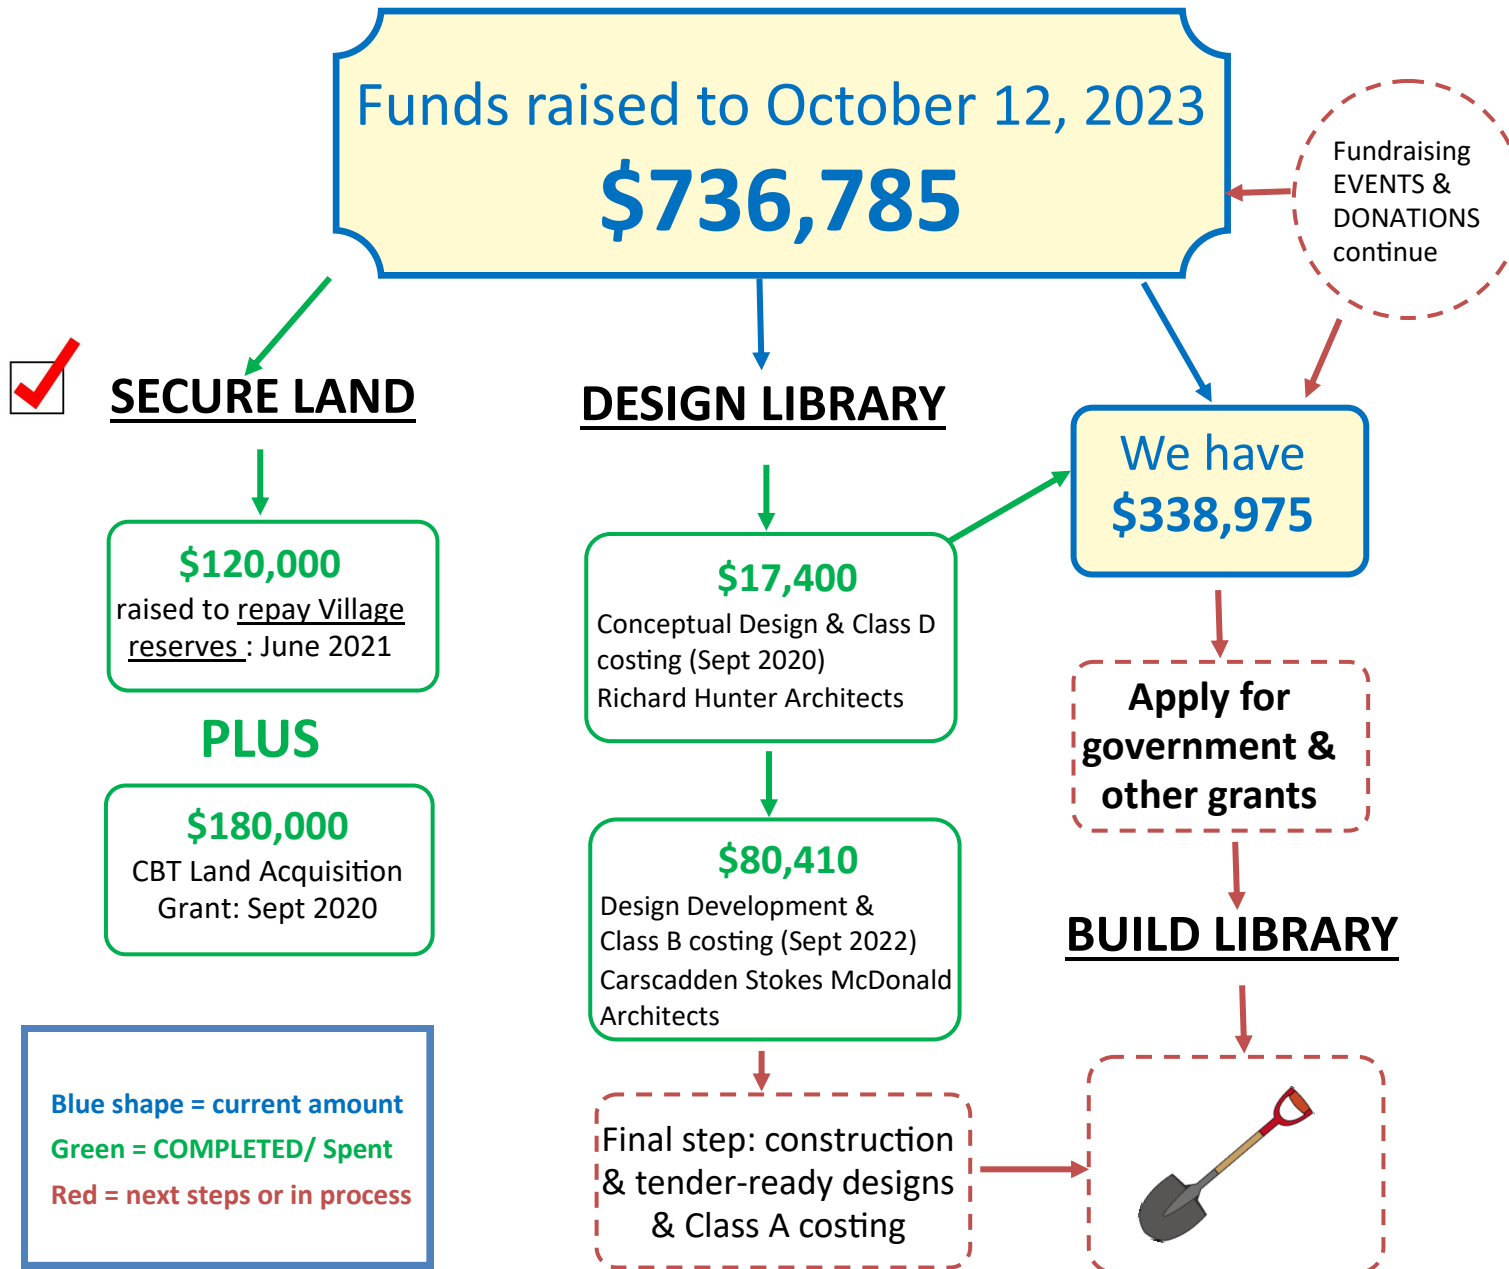 Funds raised to October 12, 2023
$736,785
Fundraising
EVENTS &
DONATIONS
continue
SECURE LAND
$120,000
raised to repay Village
reserves : June 2021
PLUS
$180,000
CBT Land Acquisition
Grant: Sept 2020
DESIGN LIBRARY
$17,400
Conceptual Design & Class D
costing (Sept 2020)
Richard Hunter Architects
$80,410
Design Development &
Class B costing (Sept 2022)
Carscadden Stokes McDonald
Architects
Final step: construction
& tender-ready designs
& Class A costing
We have
$338,975
Apply for
government &
other grants
BUILD LIBRARY
Blue shape = current amount
Green = COMPLETED/ Spent
Red = next steps or in process